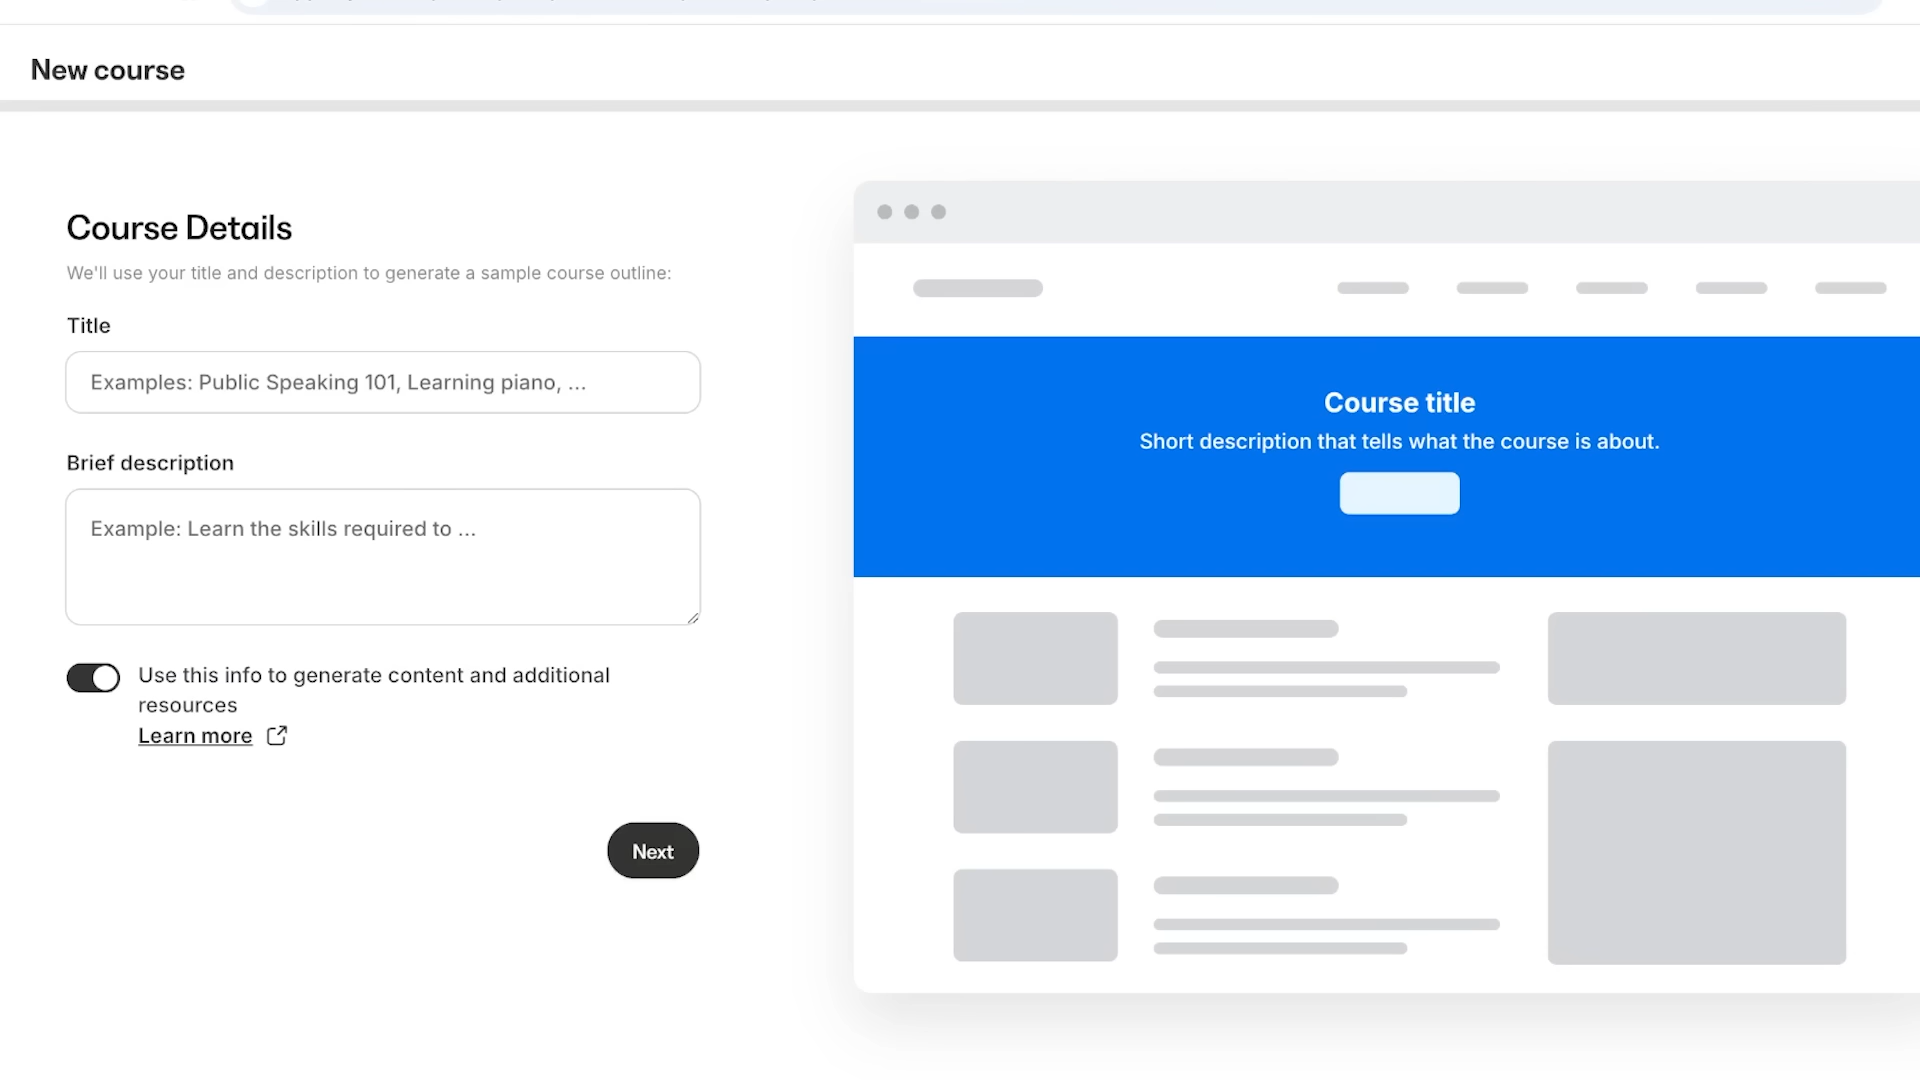 New course
Course Details
We'll use your title and description to generate a sample course outline:
Title
Examples: Public Speaking 101, Learning piano, ...
Brief description
Example: Learn the skills required to ...
Use this info to generate content and additional
resources
Learn more
Next
Course title
Short description that tells what the course is about.